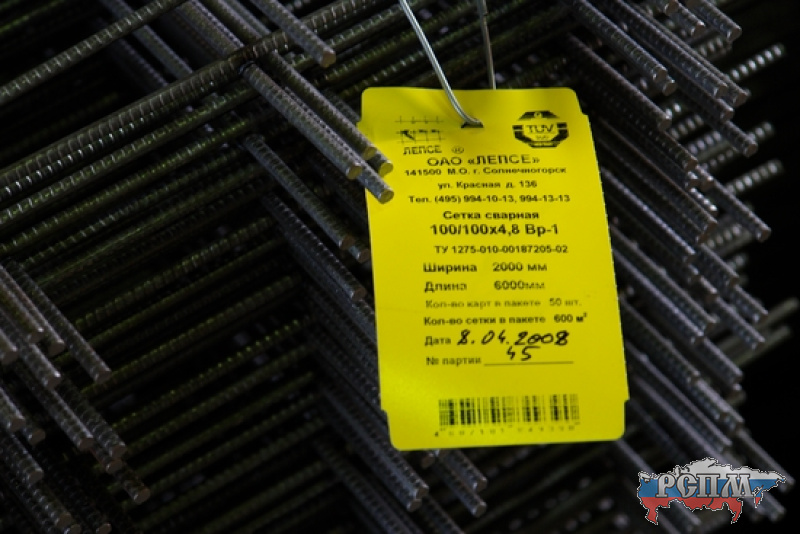 TÜV
ЛЕПСЕ ®
ОАО «ЛЕПСЕ»
141500 М.О. г. Солнечногорск
ул. Красная д. 136
Тел. (495) 994-10-13, 994-13-13
Сетка сварная
100/100х4,8 Вр-1
ТУ 1275-010-00187205-02
Ширина 2000 мм
Длина 6000мм
Кол-во карт в пакете 50 шт.
Кол-во сетки в пакете 600 м²
Дата 8.04.2008
№ партии 45
РСПМ